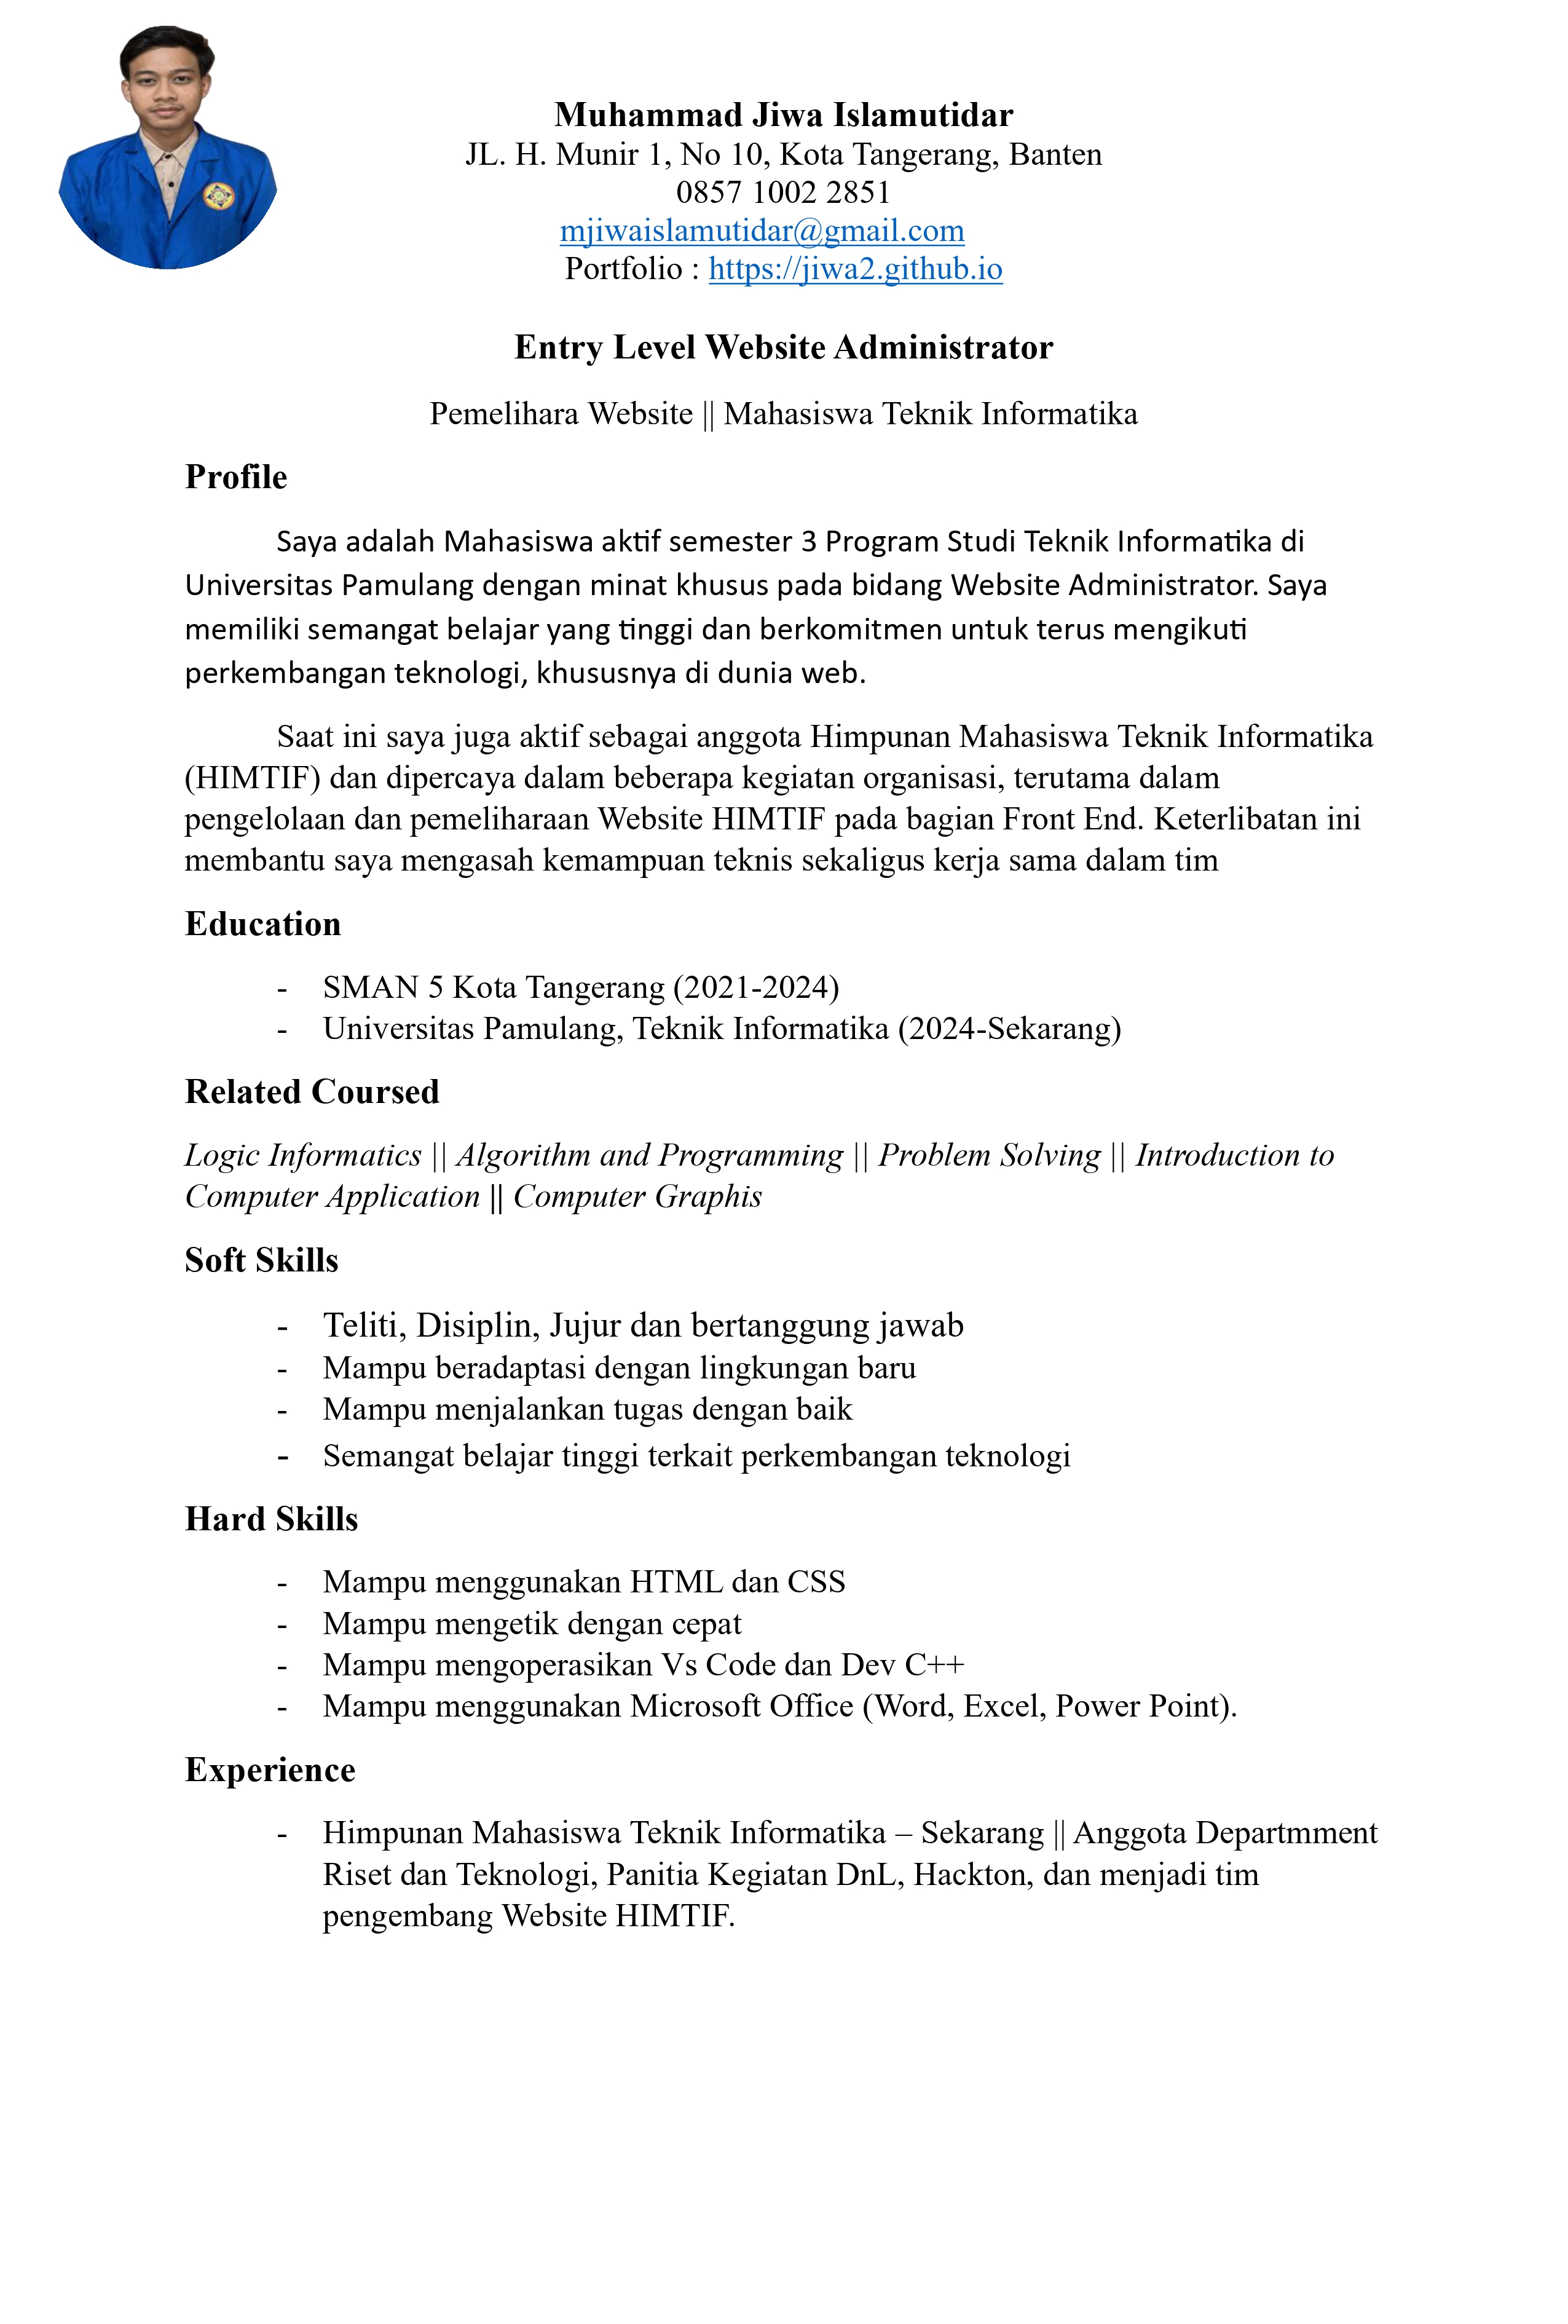 Muhammad Jiwa Islamutidar
JL. H. Munir 1, No 10, Kota Tangerang, Banten
0857 1002 2851
mjiwaislamutidar@gmail.com
Portfolio : https://jiwa2.github.io
Entry Level Website Administrator
Pemelihara Website || Mahasiswa Teknik Informatika
Profile
Saya adalah Mahasiswa aktif semester 3 Program Studi Teknik Informatika di
Universitas Pamulang dengan minat khusus pada bidang Website Administrator. Saya
memiliki semangat belajar yang tinggi dan berkomitmen untuk terus mengikuti
perkembangan teknologi, khususnya di dunia web.
Saat ini saya juga aktif sebagai anggota Himpunan Mahasiswa Teknik Informatika
(HIMTIF) dan dipercaya dalam beberapa kegiatan organisasi, terutama dalam
pengelolaan dan pemeliharaan Website HIMTIF pada bagian Front End. Keterlibatan ini
membantu saya mengasah kemampuan teknis sekaligus kerja sama dalam tim
Education
- SMAN 5 Kota Tangerang (2021-2024)
- Universitas Pamulang, Teknik Informatika (2024-Sekarang)
Related Coursed
Logic Informatics || Algorithm and Programming || Problem Solving || Introduction to
Computer Application || Computer Graphis
Soft Skills
- Teliti, Disiplin, Jujur dan bertanggung jawab
- Mampu beradaptasi dengan lingkungan baru
- Mampu menjalankan tugas dengan baik
- Semangat belajar tinggi terkait perkembangan teknologi
Hard Skills
- Mampu menggunakan HTML dan CSS
- Mampu mengetik dengan cepat
- Mampu mengoperasikan Vs Code dan Dev C++
- Mampu menggunakan Microsoft Office (Word, Excel, Power Point).
Experience
- Himpunan Mahasiswa Teknik Informatika – Sekarang || Anggota Departmment
Riset dan Teknologi, Panitia Kegiatan DnL, Hackton, dan menjadi tim
pengembang Website HIMTIF.